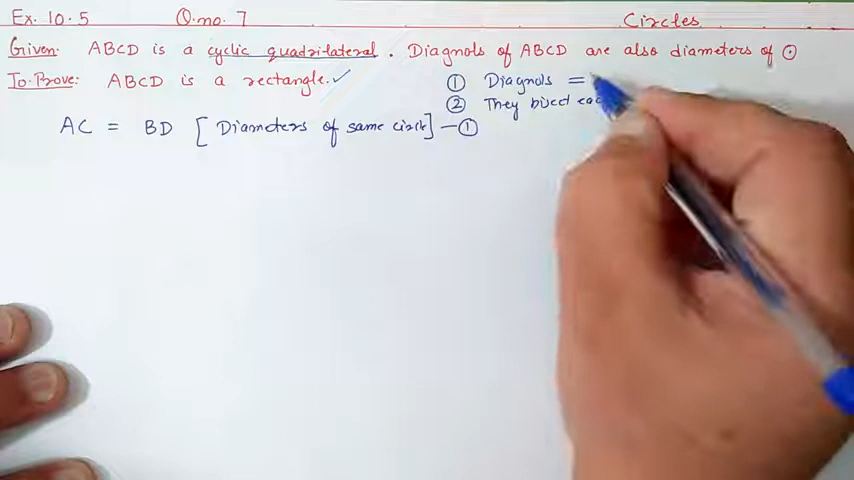 Ex. 10.5 Q.no. 7 Circles
Given: ABCD is a cyclic quadrilateral. Diagnols of ABCD are also diameters of ⊙
To Prove: ABCD is a rectangle. ✓
① Diagnols =
② They bisect
AC = BD [Diameters of same circle] — ①